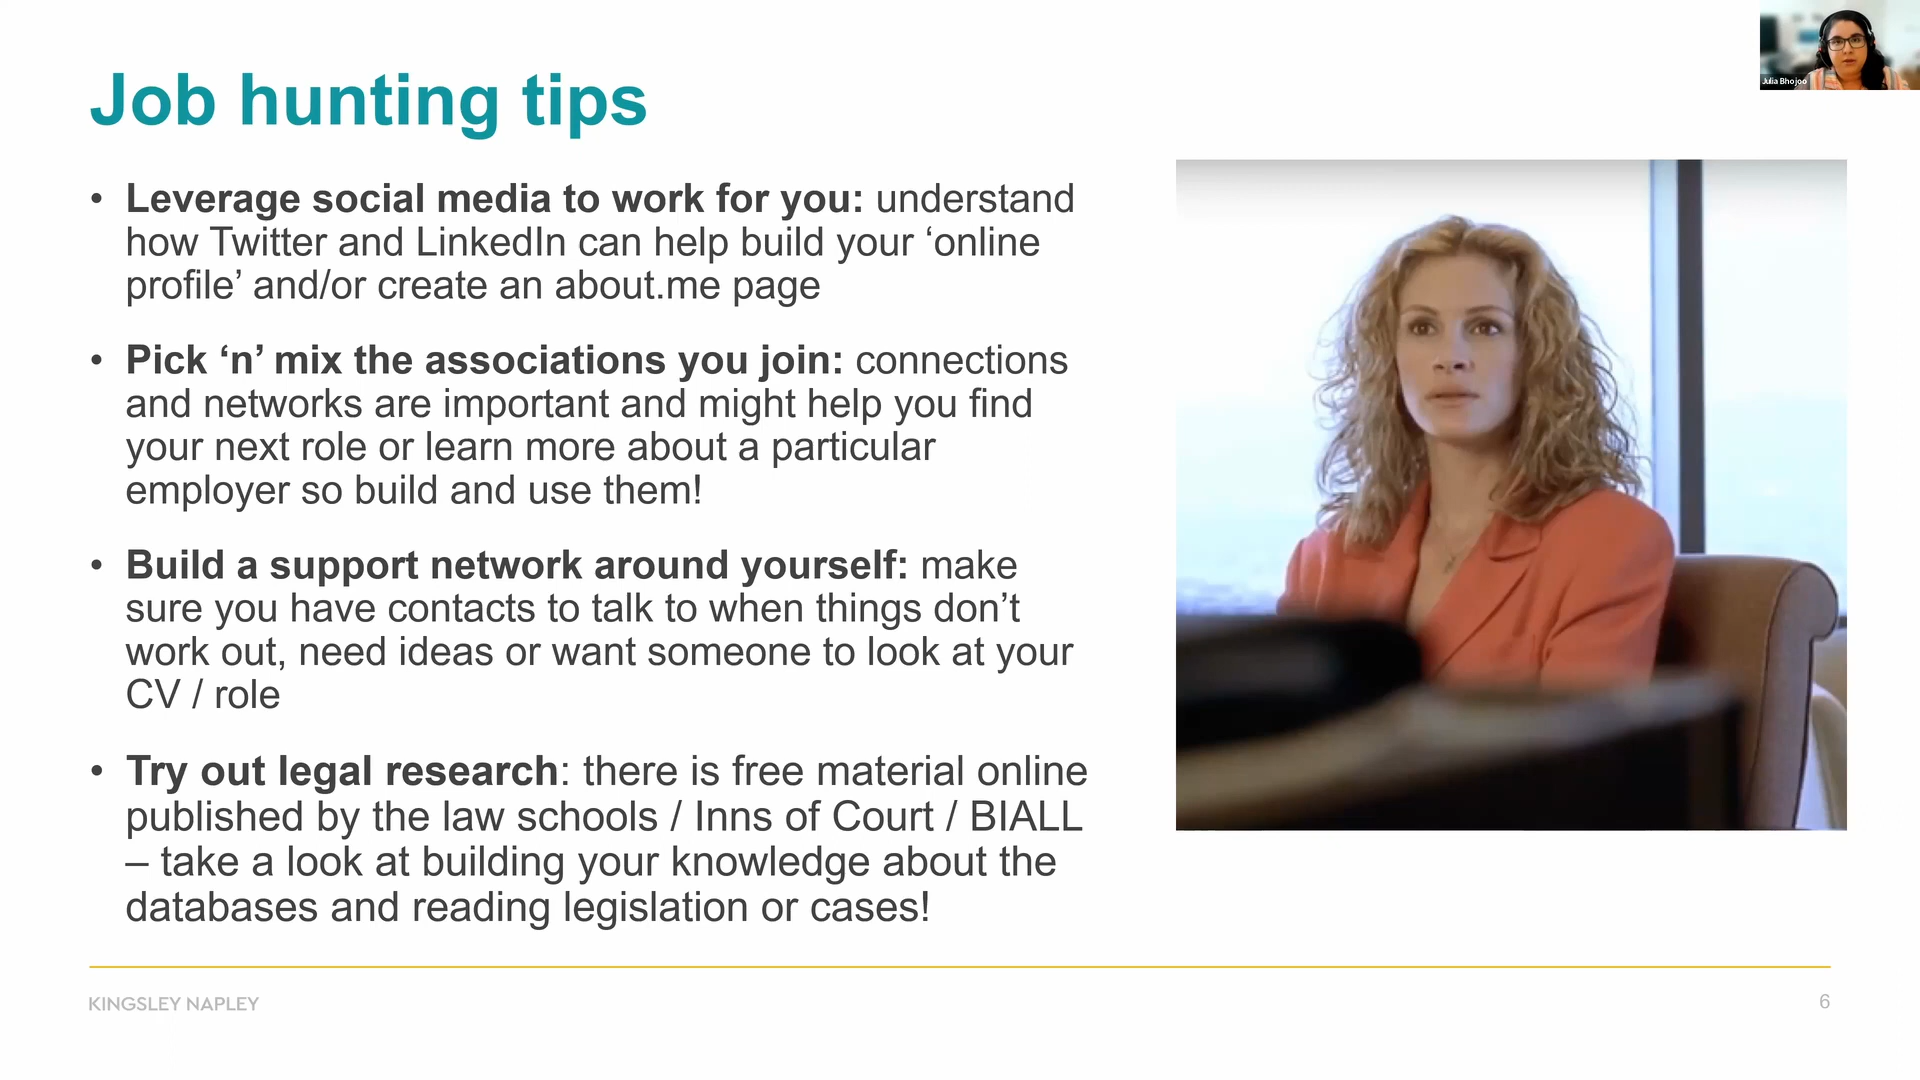 Job hunting tips
Julia Bhojoo
• Leverage social media to work for you: understand
how Twitter and LinkedIn can help build your ‘online
profile’ and/or create an about.me page
• Pick ‘n’ mix the associations you join: connections
and networks are important and might help you find
your next role or learn more about a particular
employer so build and use them!
• Build a support network around yourself: make
sure you have contacts to talk to when things don’t
work out, need ideas or want someone to look at your
CV / role
• Try out legal research: there is free material online
published by the law schools / Inns of Court / BIALL
– take a look at building your knowledge about the
databases and reading legislation or cases!
KINGSLEY NAPLEY
6